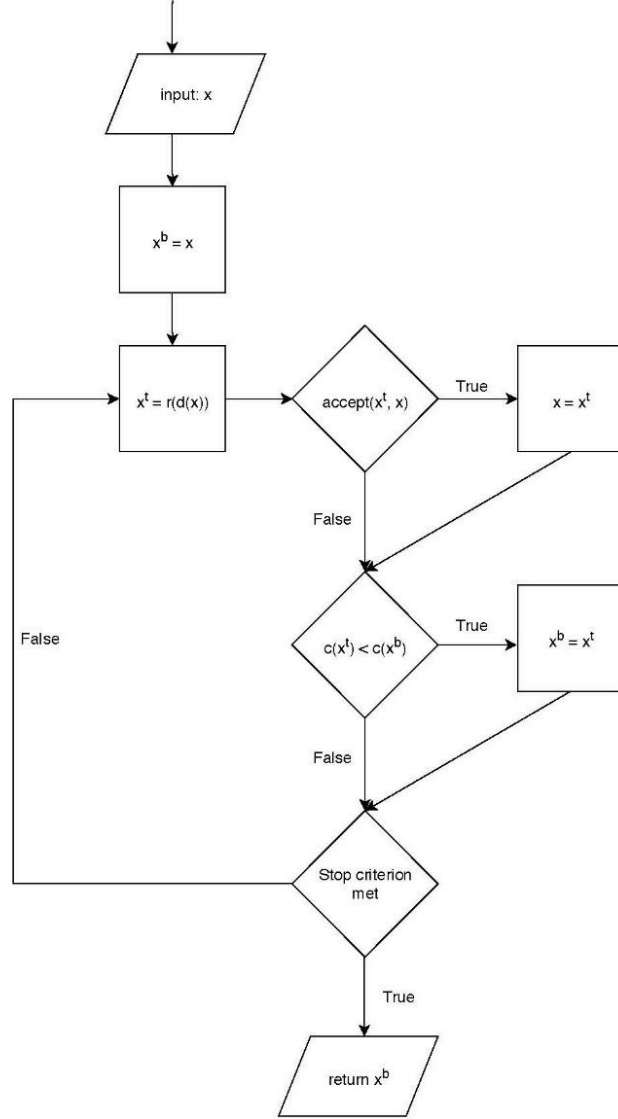 input: x
x^b = x
x^t = r(d(x))
accept(x^t, x)
True
x = x^t
False
c(x^t) < c(x^b)
True
x^b = x^t
False
False
Stop criterion
met
True
return x^b